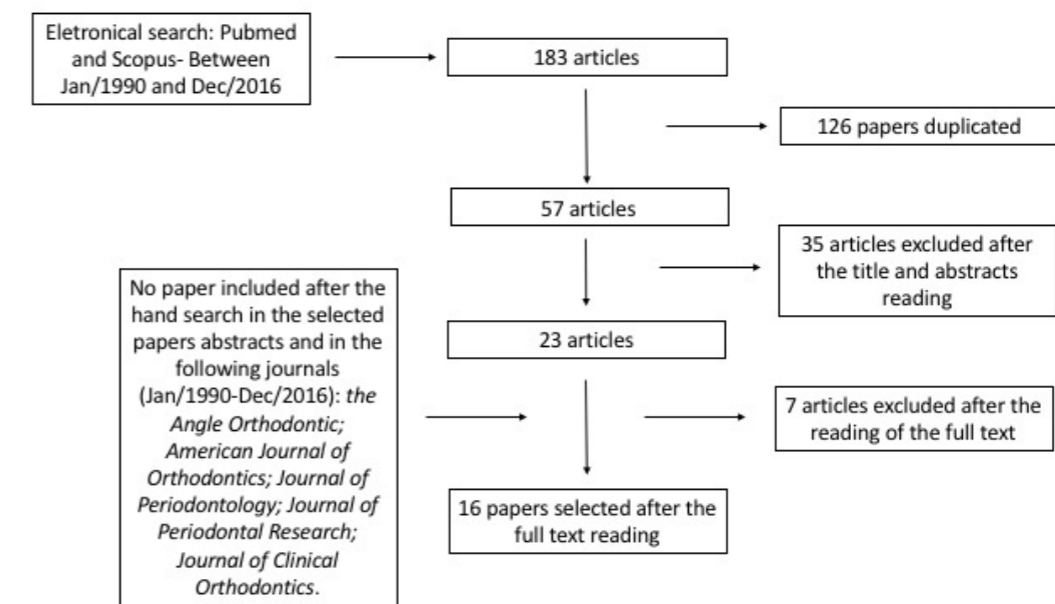 Eletronical search: Pubmed
and Scopus- Between
Jan/1990 and Dec/2016
183 articles
126 papers duplicated
57 articles
35 articles excluded after
the title and abstracts
reading
23 articles
No paper included after the
hand search in the selected
papers abstracts and in the
following journals
(Jan/1990-Dec/2016): the
Angle Orthodontic;
American Journal of
Orthodontics; Journal of
Periodontology; Journal of
Periodontal Research;
Journal of Clinical
Orthodontics.
7 articles excluded after the
reading of the full text
16 papers selected after the
full text reading